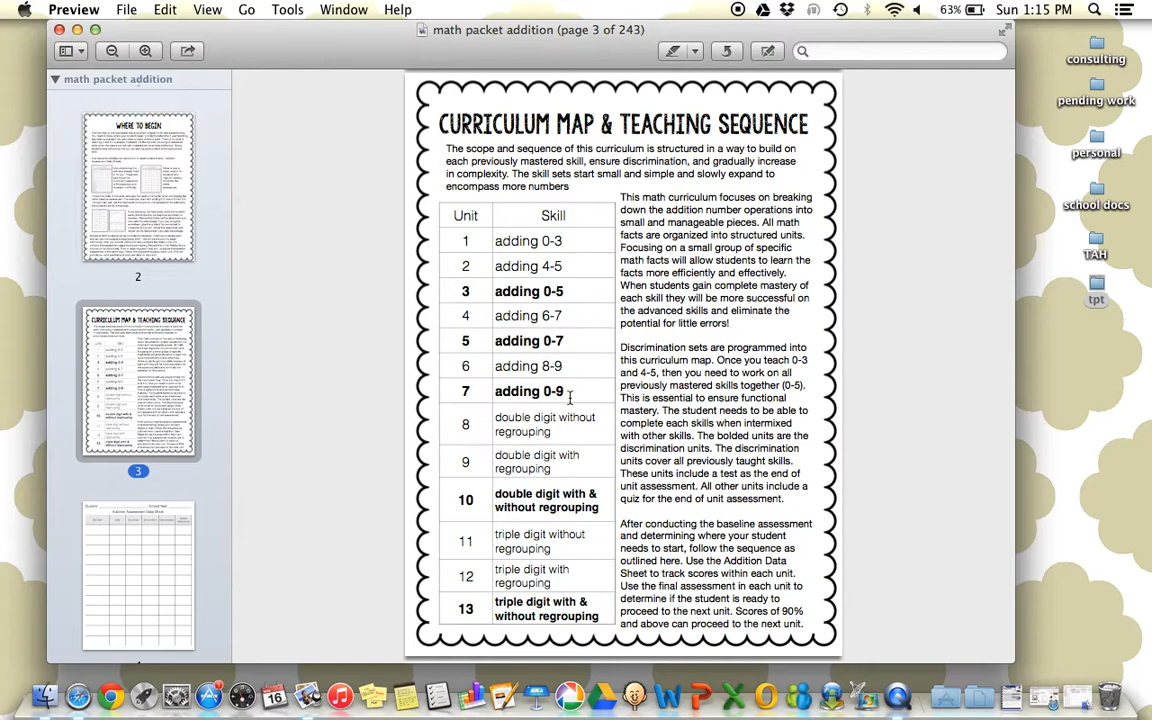 Preview File Edit View Go Tools Window Help
63% Sun 1:15 PM
math packet addition (page 3 of 243)
math packet addition
WHERE TO BEGIN
2
CURRICULUM MAP & TEACHING SEQUENCE
3
Addition Assessment Data Sheet
CURRICULUM MAP & TEACHING SEQUENCE
The scope and sequence of this curriculum is structured in a way to build on
each previously mastered skill, ensure discrimination, and gradually increase
in complexity. The skill sets start small and simple and slowly expand to
encompass more numbers
Unit Skill
1 adding 0-3
2 adding 4-5
3 adding 0-5
4 adding 6-7
5 adding 0-7
6 adding 8-9
7 adding 0-9
8 double digit without
regrouping
9 double digit with
regrouping
10 double digit with &
without regrouping
11 triple digit without
regrouping
12 triple digit with
regrouping
13 triple digit with &
without regrouping
This math curriculum focuses on breaking
down the addition number operations into
small and manageable pieces. All math
facts are organized into structured units.
Focusing on a small group of specific
math facts will allow students to learn the
facts more efficiently and effectively.
When students gain complete mastery of
each skill they will be more successful on
the advanced skills and eliminate the
potential for little errors!
Discrimination sets are programmed into
this curriculum map. Once you teach 0-3
and 4-5, then you need to work on all
previously mastered skills together (0-5).
This is essential to ensure functional
mastery. The student needs to be able to
complete each skills when intermixed
with other skills. The bolded units are the
discrimination units. The discrimination
units cover all previously taught skills.
These units include a test as the end of
unit assessment. All other units include a
quiz for the end of unit assessment.
After conducting the baseline assessment
and determining where your student
needs to start, follow the sequence as
outlined here. Use the Addition Data
Sheet to track scores within each unit.
Use the final assessment in each unit to
determine if the student is ready to
proceed to the next unit. Scores of 90%
and above can proceed to the next unit.
consulting
pending work
personal
school docs
TAH
tpt